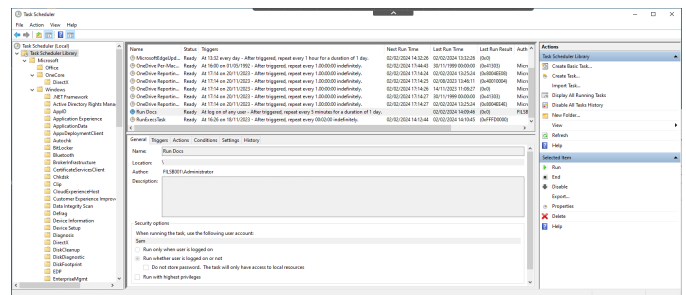 Task Scheduler
File Action View Help
Task Scheduler (Local)
Task Scheduler Library
Microsoft
Office
OneCore
DirectX
Windows
.NET Framework
Active Directory Rights Mana
AppID
Application Experience
ApplicationData
AppxDeploymentClient
Autochk
BitLocker
Bluetooth
BrokerInfrastructure
CertificateServicesClient
Chkdsk
Clip
CloudExperienceHost
Customer Experience Improv
Data Integrity Scan
Defrag
Device Information
Device Setup
Diagnosis
DirectX
DiskCleanup
DiskDiagnostic
DiskFootprint
EDP
EnterpriseMgmt
Name Status Triggers Next Run Time Last Run Time Last Run Result Auth
MicrosoftEdgeUpd... Ready At 13:32 every day - After triggered, repeat every 1 hour for a duration of 1 day. 02/02/2024 14:32:26 02/02/2024 13:32:28 (0x0)
OneDrive Per-Mac... Ready At 16:00 on 01/05/1992 - After triggered, repeat every 1.00:00:00 indefinitely. 02/02/2024 17:44:43 30/11/1999 00:00:00 (0x41303) Micro
OneDrive Reportin... Ready At 17:14 on 20/11/2023 - After triggered, repeat every 1.00:00:00 indefinitely. 02/02/2024 17:14:24 02/02/2024 13:25:24 Micro
OneDrive Reportin... Ready At 17:14 on 20/11/2023 - After triggered, repeat every 1.00:00:00 indefinitely. 02/02/2024 17:14:25 Micro
OneDrive Reportin... Ready At 17:14 on 20/11/2023 - After triggered, repeat every 1.00:00:00 indefinitely. 02/02/2024 17:14:26 14/11/2023 11:08:27 (0x0) Micro
OneDrive Reportin... Ready At 17:14 on 20/11/2023 - After triggered, repeat every 1.00:00:00 indefinitely. 02/02/2024 17:14:27 30/11/1999 00:00:00 (0x41303) Micro
OneDrive Reportin... Ready At 17:14 on 20/11/2023 - After triggered, repeat every 1.00:00:00 indefinitely. 02/02/2024 17:14:27 02/02/2024 13:25:24 Micro
Run Docs Ready At log on of any user - After triggered, repeat every 5 minutes for a duration of 1 day. 02/02/2024 14:09:46 (0x0) FILSB
RunExrecsTask Ready At 16:26 on 18/11/2023 - After triggered, repeat every 00:02:00 indefinitely. 02/02/2024 14:12:44 02/02/2024 14:10:45 (0xFFFD0000)
General Triggers Actions Conditions Settings History
Name: Run Docs
Location: \
Author: FILSB001\Administrator
Description:
Security options
When running the task, use the following user account:
Sam
Run only when user is logged on
Run whether user is logged on or not
Do not store password. The task will only have access to local resources
Run with highest privileges
Actions
Task Scheduler Library
Create Basic Task...
Create Task...
Import Task...
Display All Running Tasks
Disable All Tasks History
New Folder...
View
Refresh
Help
Selected Item
Run
End
Disable
Export...
Properties
Delete
Help